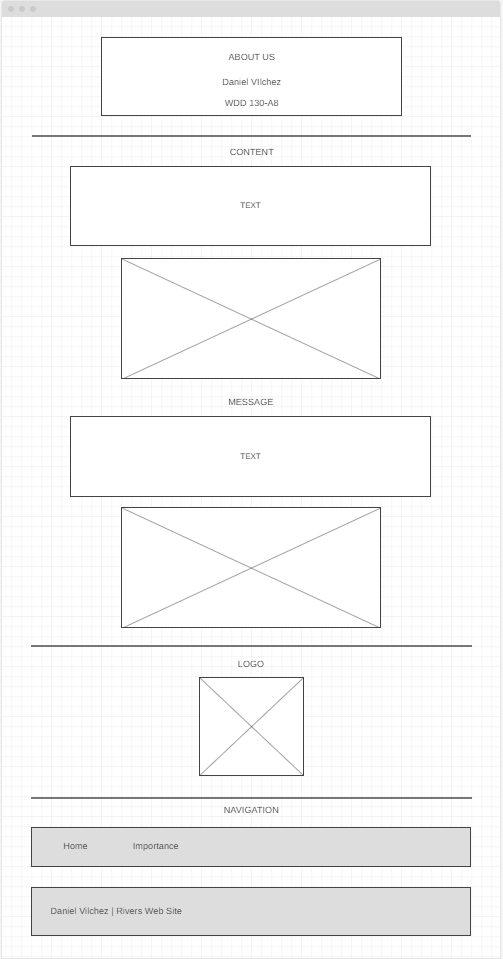 ABOUT US
Daniel VIlchez
WDD 130-A8
CONTENT
TEXT
MESSAGE
TEXT
LOGO
NAVIGATION
Home Importance
Daniel Vilchez | Rivers Web Site